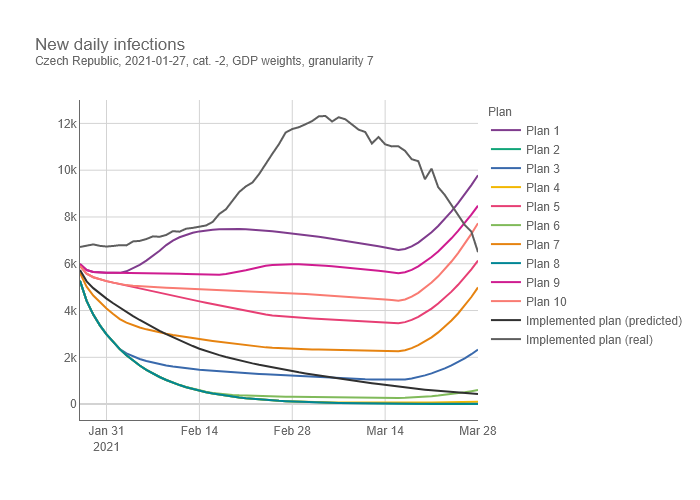 New daily infections
Czech Republic, 2021-01-27, cat. -2, GDP weights, granularity 7
Plan
12k
10k
8k
6k
4k
2k
0
Jan 31
2021
Feb 14
Feb 28
Mar 14
Mar 28
Plan 1
Plan 2
Plan 3
Plan 4
Plan 5
Plan 6
Plan 7
Plan 8
Plan 9
Plan 10
Implemented plan (predicted)
Implemented plan (real)